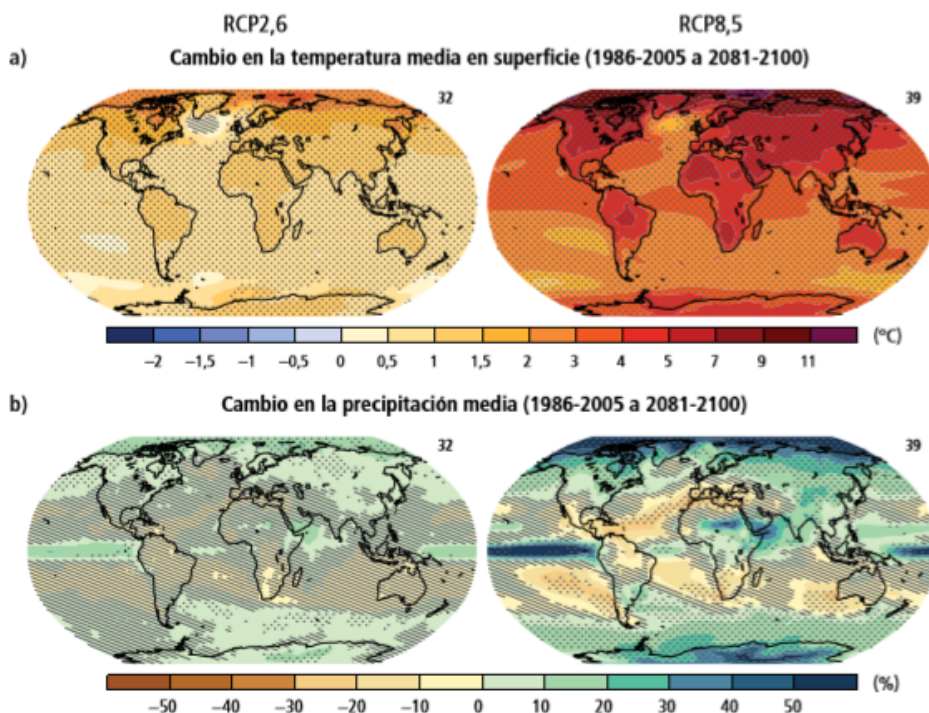 RCP2,6 RCP8,5
a) Cambio en la temperatura media en superficie (1986-2005 a 2081-2100)
32 39
−2 −1,5 −1 −0,5 0 0,5 1 1,5 2 3 4 5 7 9 11 (°C)
b) Cambio en la precipitación media (1986-2005 a 2081-2100)
32 39
−50 −40 −30 −20 −10 0 10 20 30 40 50 (%)